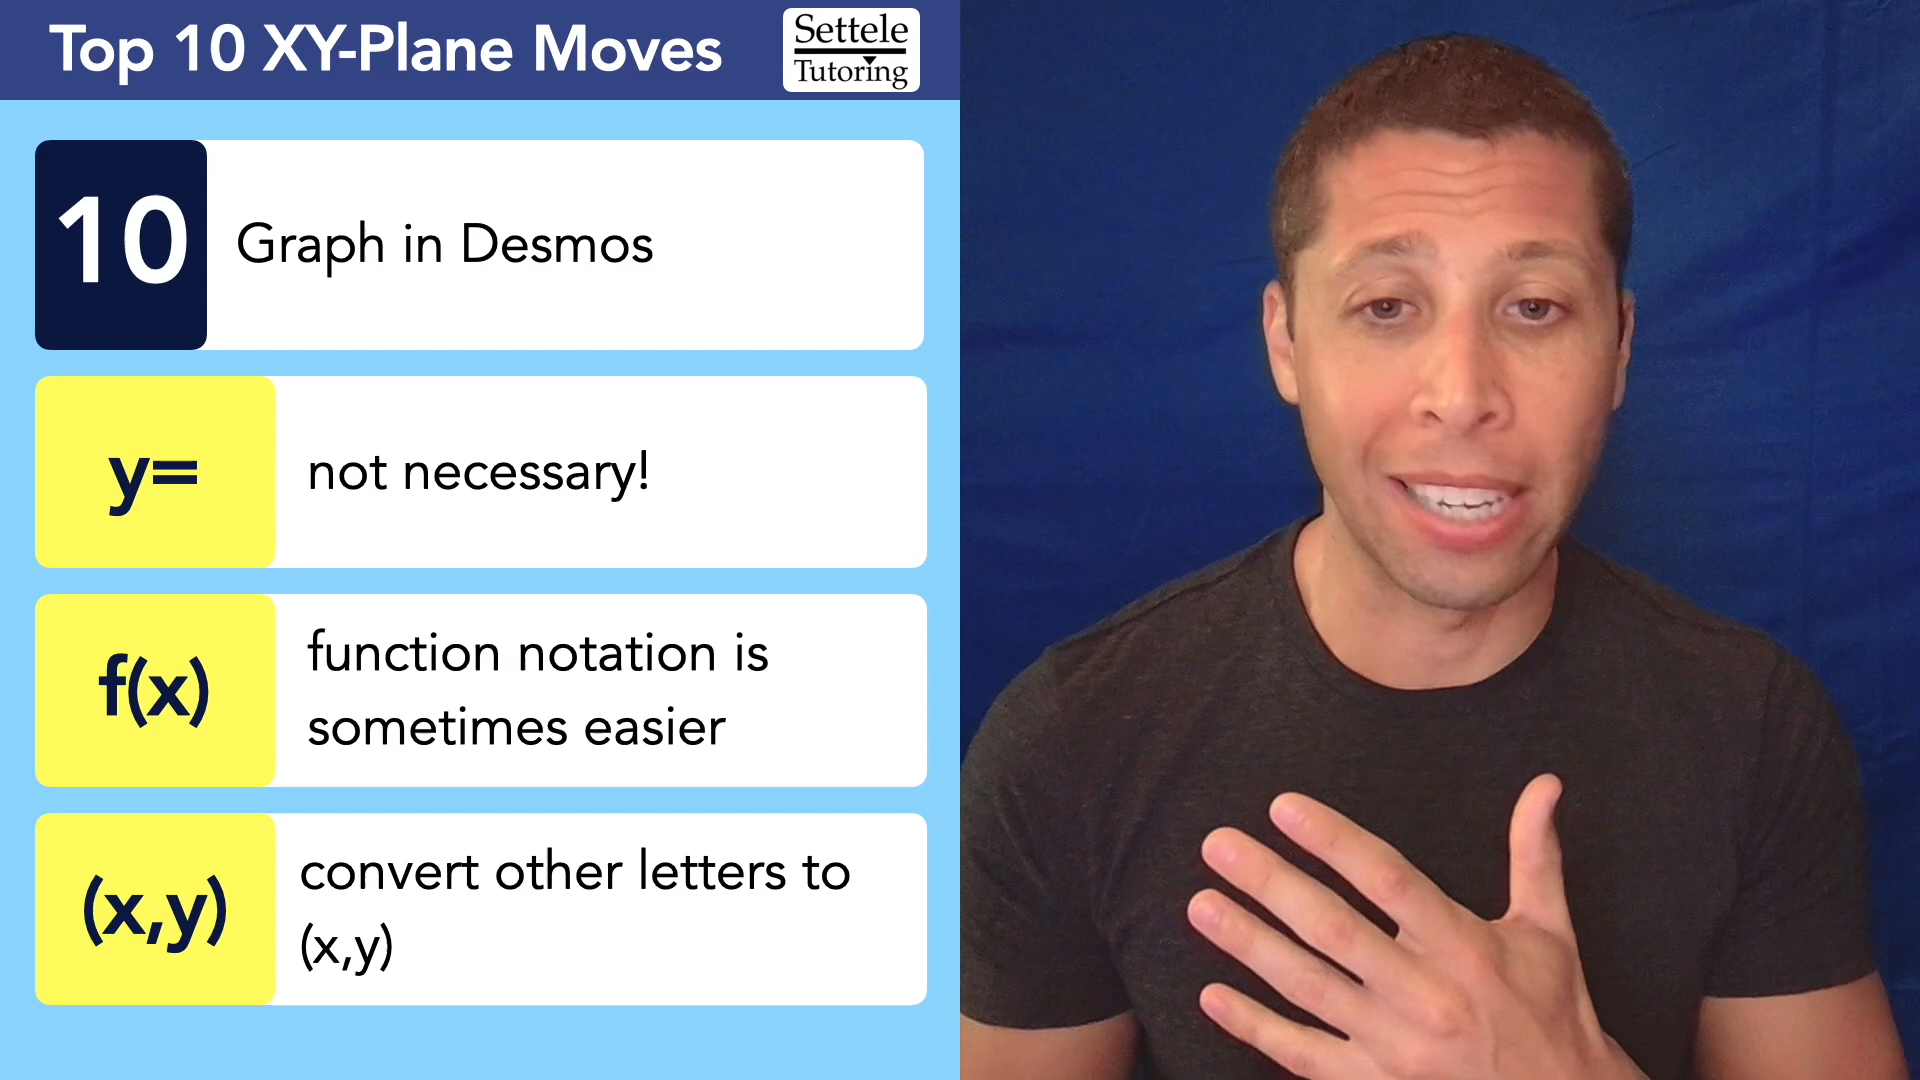 Top 10 XY-Plane Moves
Settele
Tutoring
10
Graph in Desmos
y=
not necessary!
f(x)
function notation is
sometimes easier
(x,y)
convert other letters to
(x,y)